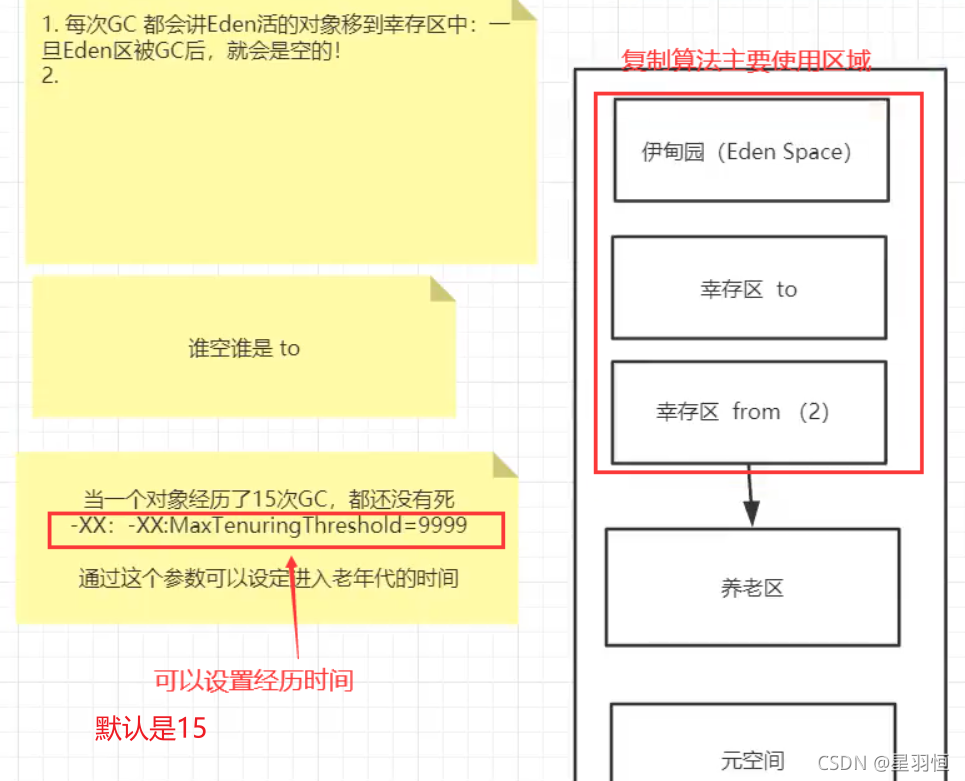 1. 每次GC 都会讲Eden活的对象移到幸存区中：一
旦Eden区被GC后，就会是空的！
2.
谁空谁是 to
当一个对象经历了15次GC，都还没有死
-XX：-XX:MaxTenuringThreshold=9999
通过这个参数可以设定进入老年代的时间
可以设置经历时间
默认是15
复制算法主要使用区域
伊甸园（Eden Space）
幸存区 to
幸存区 from （2）
养老区
元空间
CSDN @星羽恒